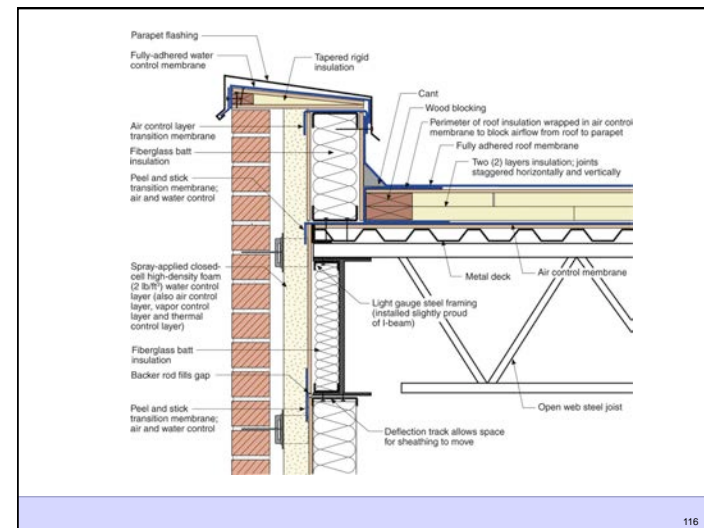 Parapet flashing
Fully-adhered water
control membrane
Tapered rigid
insulation
Cant
Wood blocking
Perimeter of roof insulation wrapped in air control
membrane to block airflow from roof to parapet
Fully adhered roof membrane
Two (2) layers insulation; joints
staggered horizontally and vertically
Air control layer
transition membrane
Fiberglass batt
insulation
Peel and stick
transition membrane;
air and water control
Spray-applied closed-
cell high-density foam
(2 lb/ft³) water control
layer (also air control
layer, vapor control
layer and thermal
control layer)
Metal deck
Air control membrane
Light gauge steel framing
(installed slightly proud
of I-beam)
Fiberglass batt
insulation
Backer rod fills gap
Peel and stick
transition membrane;
air and water control
Open web steel joist
Deflection track allows space
for sheathing to move
116